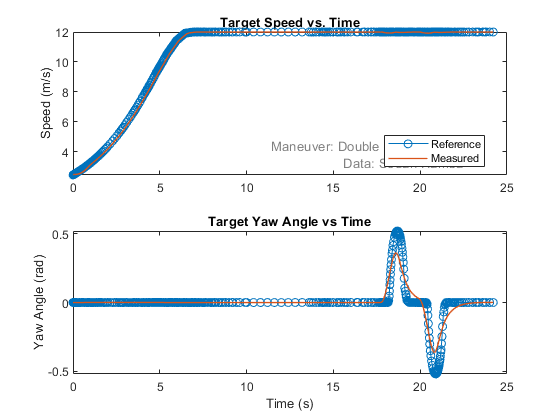 Target Speed vs. Time
12
10
8
6
4
Speed (m/s)
Maneuver: Double
Data:
Reference
Measured
0 5 10 15 20 25
Target Yaw Angle vs Time
0.5
0
-0.5
Yaw Angle (rad)
0 5 10 15 20 25
Time (s)